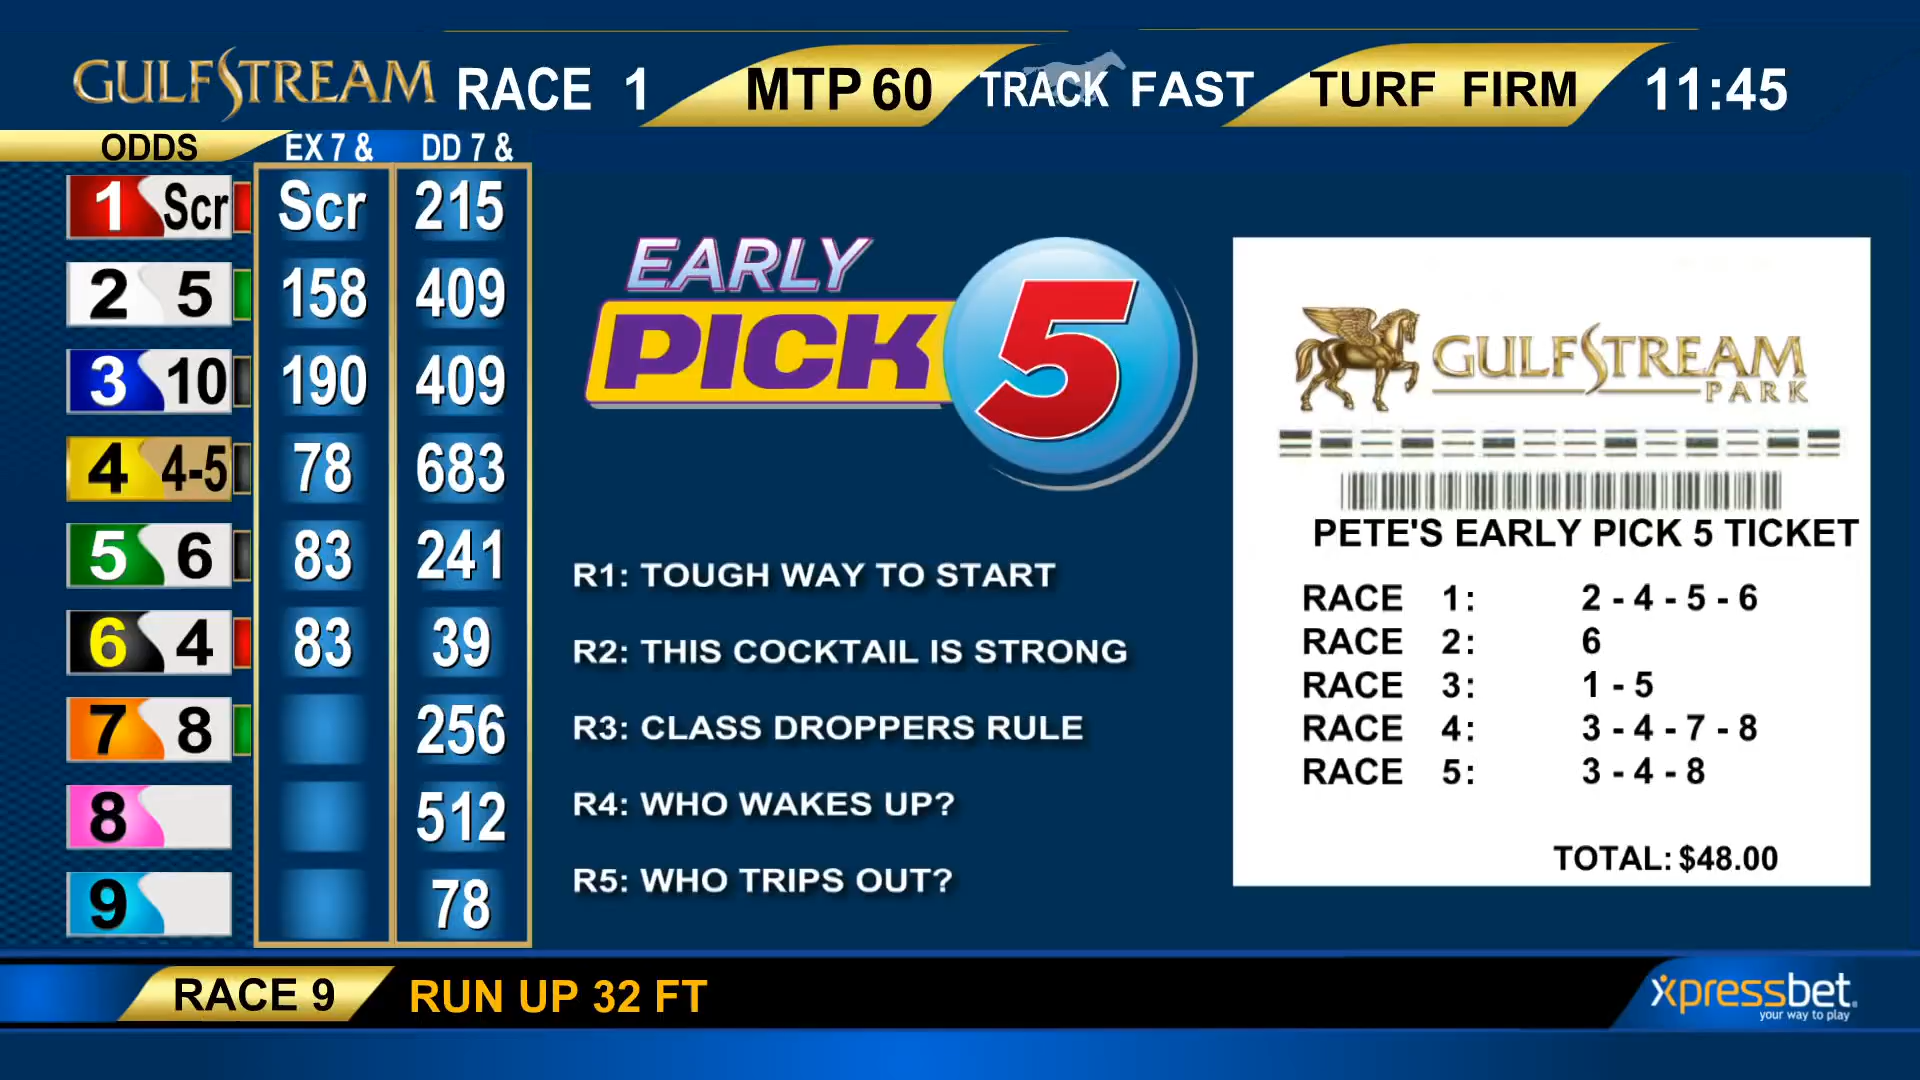 GULFSTREAM RACE 1 MTP 60 TRACK FAST TURF FIRM 11:45
ODDS EX 7 & DD 7 &
1 Scr Scr 215
2 5 158 409
3 10 190 409
4 4-5 78 683
5 6 83 241
6 4 83 39
7 8 256
8 512
9 78
EARLY
PICK 5
R1: TOUGH WAY TO START
R2: THIS COCKTAIL IS STRONG
R3: CLASS DROPPERS RULE
R4: WHO WAKES UP?
R5: WHO TRIPS OUT?
GULFSTREAM
PARK
PETE'S EARLY PICK 5 TICKET
RACE 1: 2 - 4 - 5 - 6
RACE 2: 6
RACE 3: 1 - 5
RACE 4: 3 - 4 - 7 - 8
RACE 5: 3 - 4 - 8
TOTAL: $48.00
RACE 9 RUN UP 32 FT
xpressbet.
your way to play